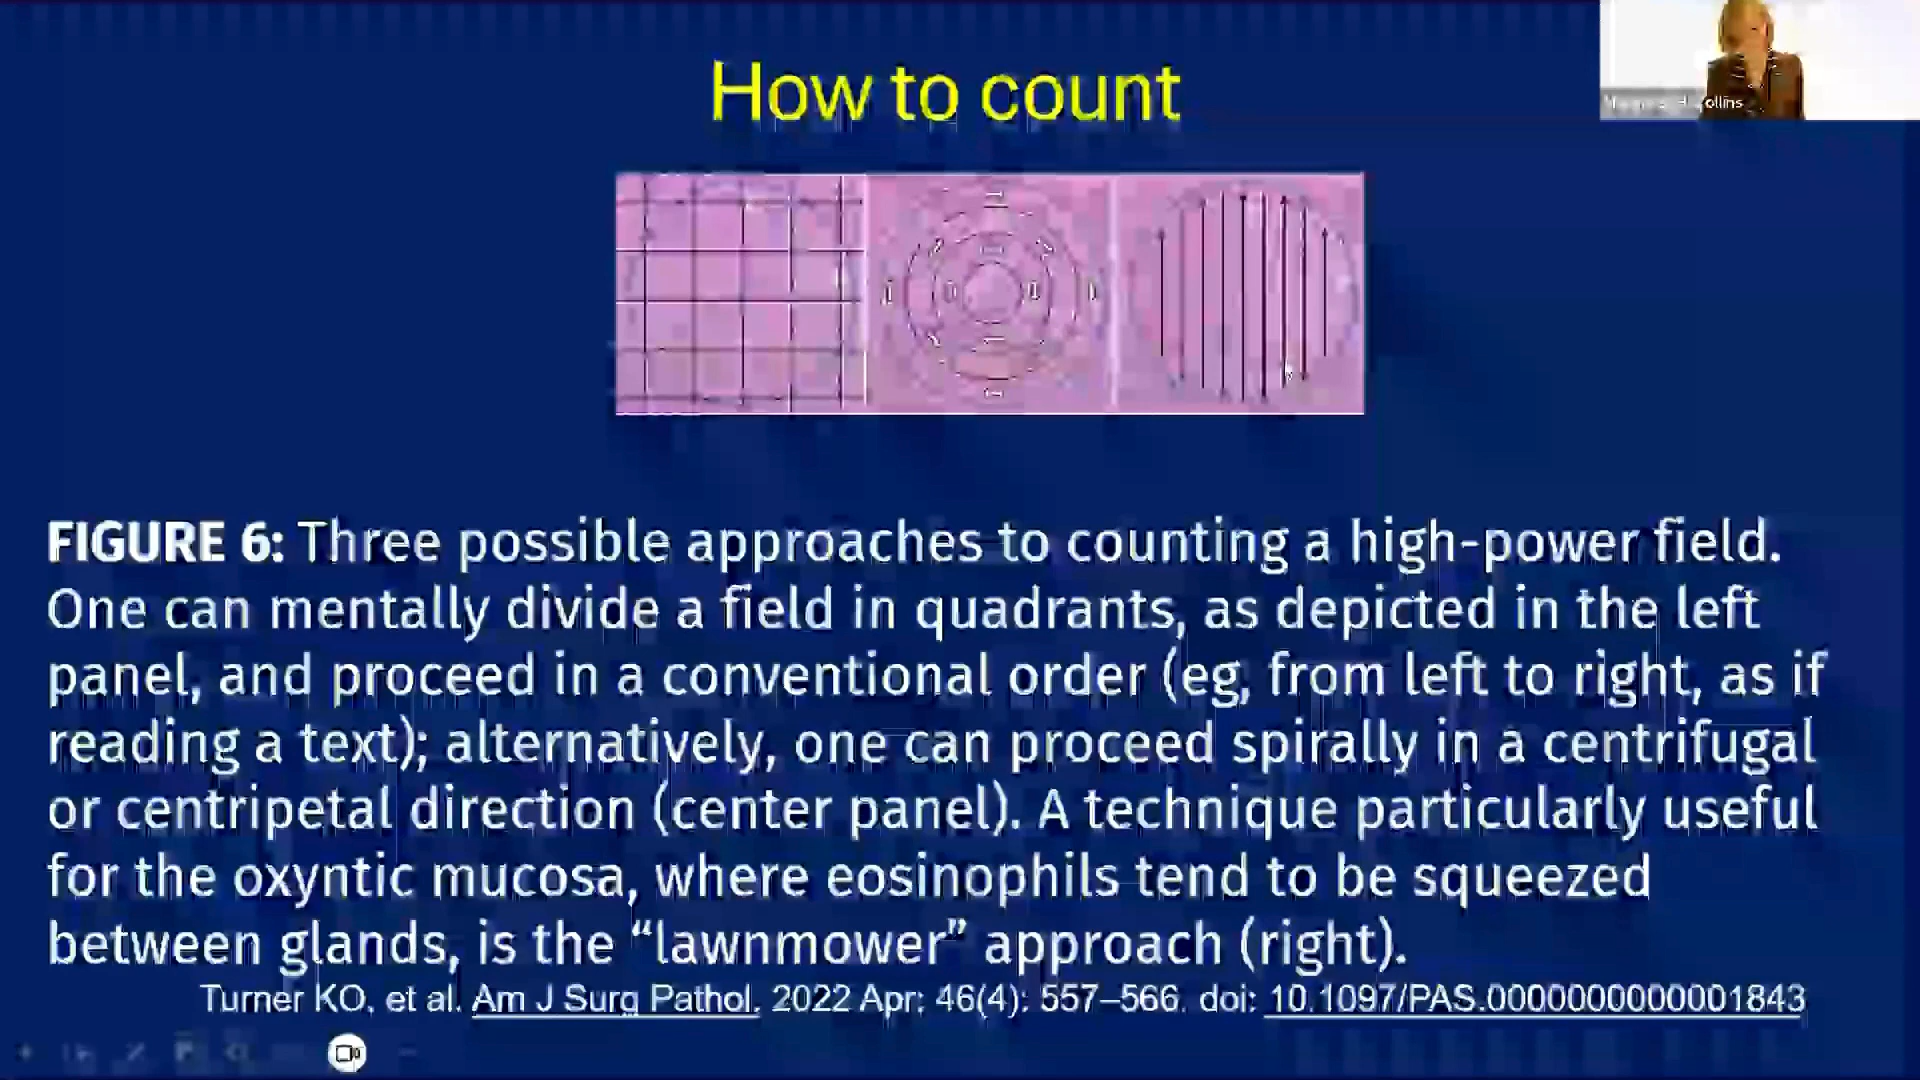 How to count
ollins
FIGURE 6: Three possible approaches to counting a high-power field.
One can mentally divide a field in quadrants, as depicted in the left
panel, and proceed in a conventional order (eg, from left to right, as if
reading a text); alternatively, one can proceed spirally in a centrifugal
or centripetal direction (center panel). A technique particularly useful
for the oxyntic mucosa, where eosinophils tend to be squeezed
between glands, is the “lawnmower” approach (right).
Turner KO, et al. Am J Surg Pathol. 2022 Apr; 46(4): 557–566. doi: 10.1097/PAS.0000000000001843